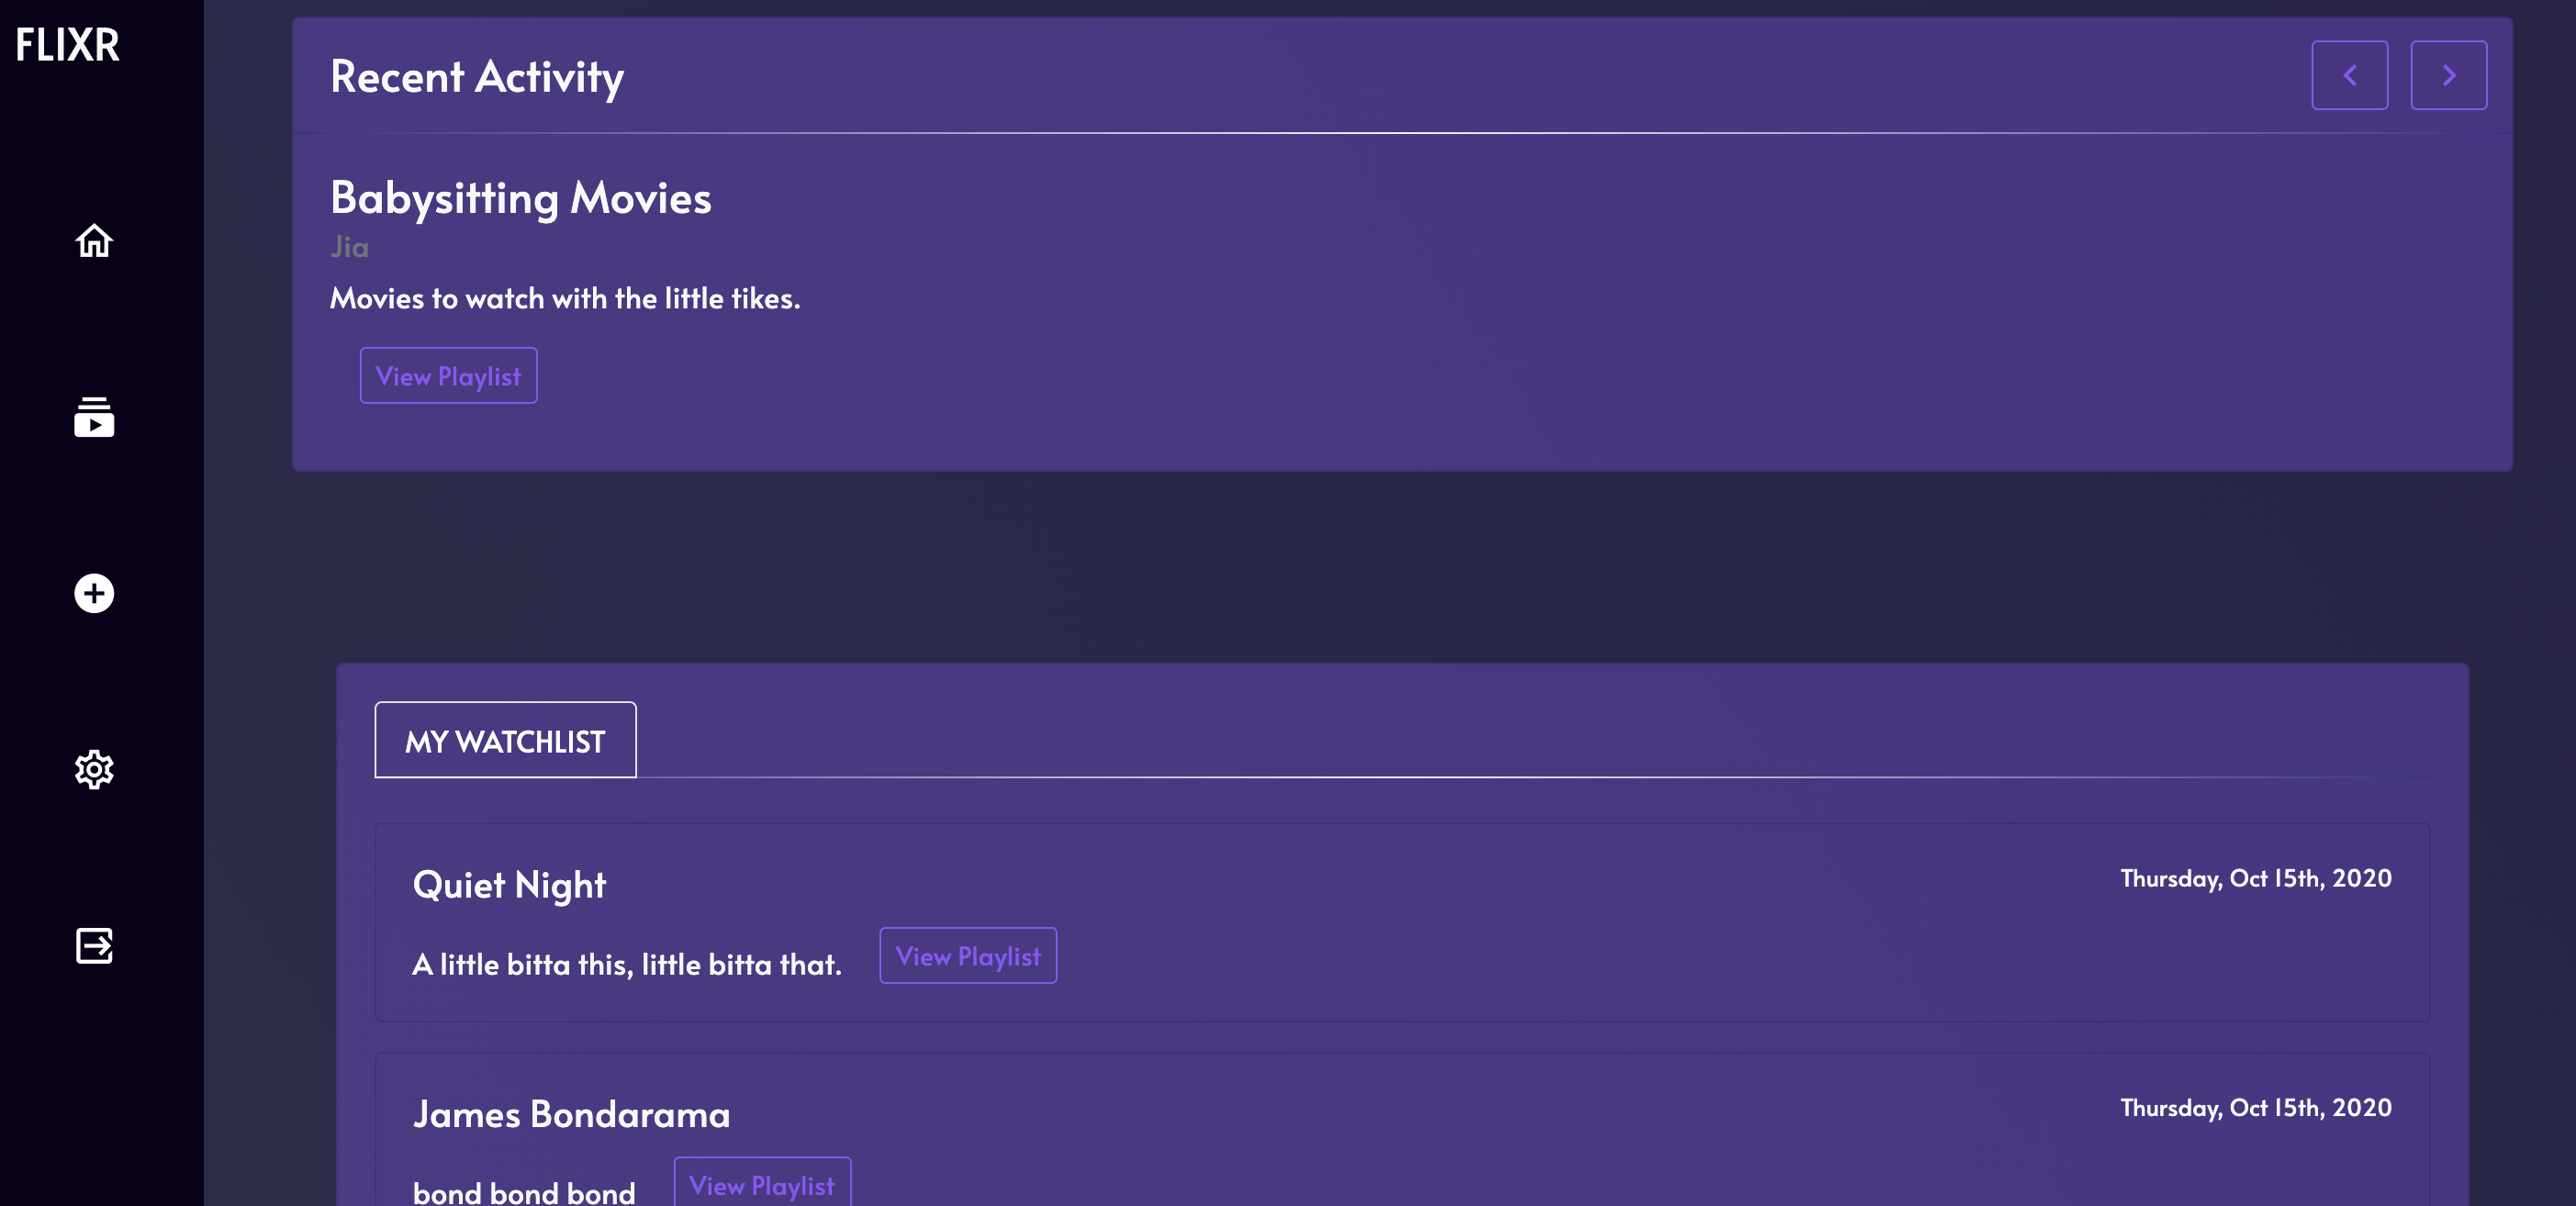 FLIXR
Recent Activity
Babysitting Movies
Jia
Movies to watch with the little tikes.
View Playlist
MY WATCHLIST
Quiet Night
Thursday, Oct 15th, 2020
A little bitta this, little bitta that.
View Playlist
James Bondarama
Thursday, Oct 15th, 2020
bond bond bond
View Playlist